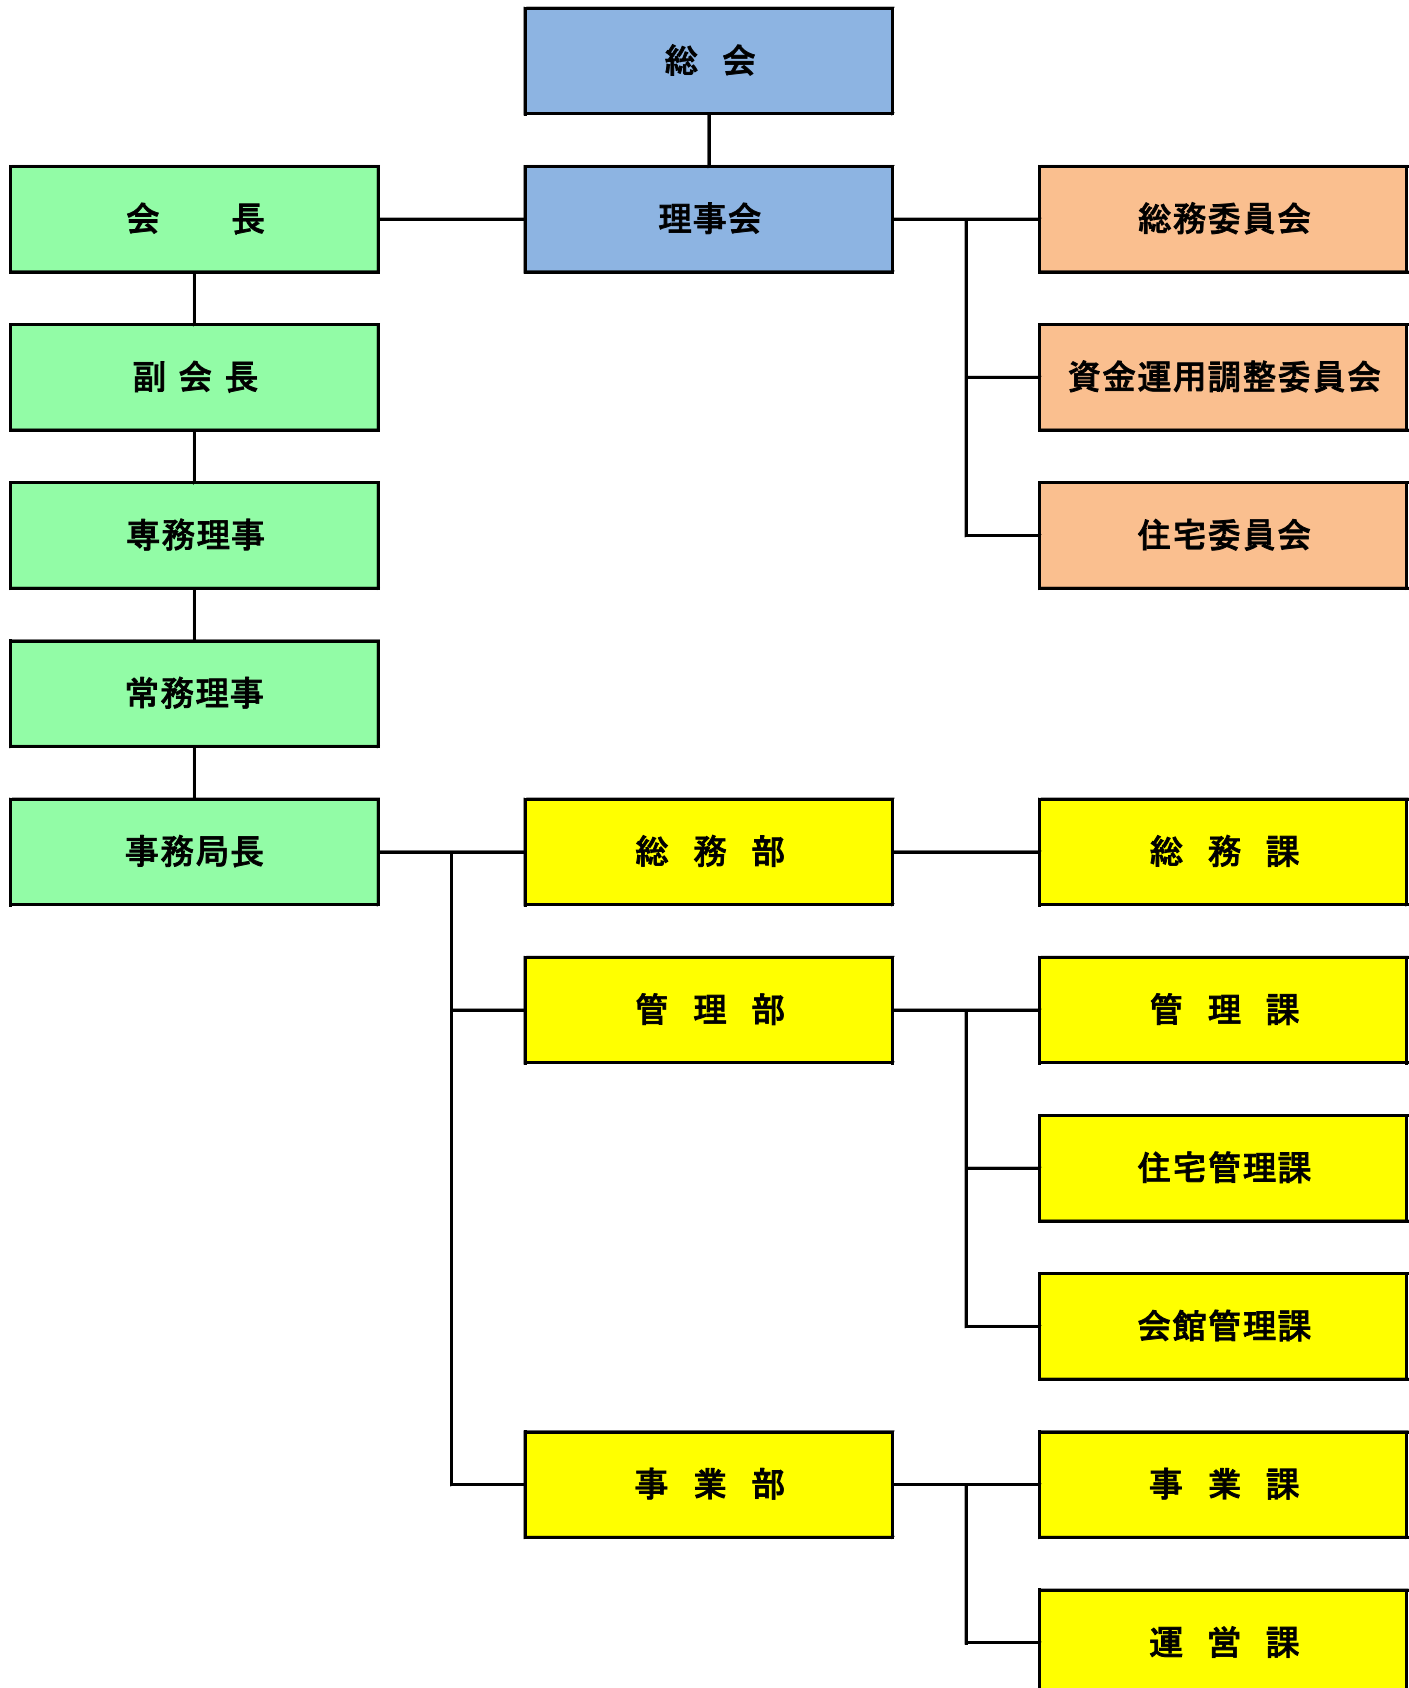 総 会
会 長
理事会
総務委員会
副 会 長
資金運用調整委員会
専務理事
住宅委員会
常務理事
事務局長
総 務 部
総 務 課
管 理 部
管 理 課
住宅管理課
会館管理課
事 業 部
事 業 課
運 営 課